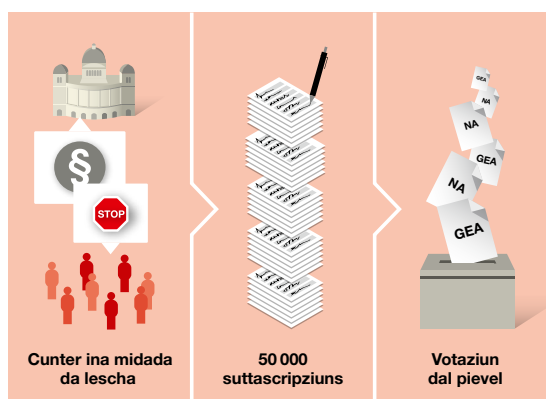 §
STOP
Cunter ina midada
da lescha
50 000
suttascripziuns
GEA
NA
NA
GEA
NA
GEA
Votaziun
dal pievel